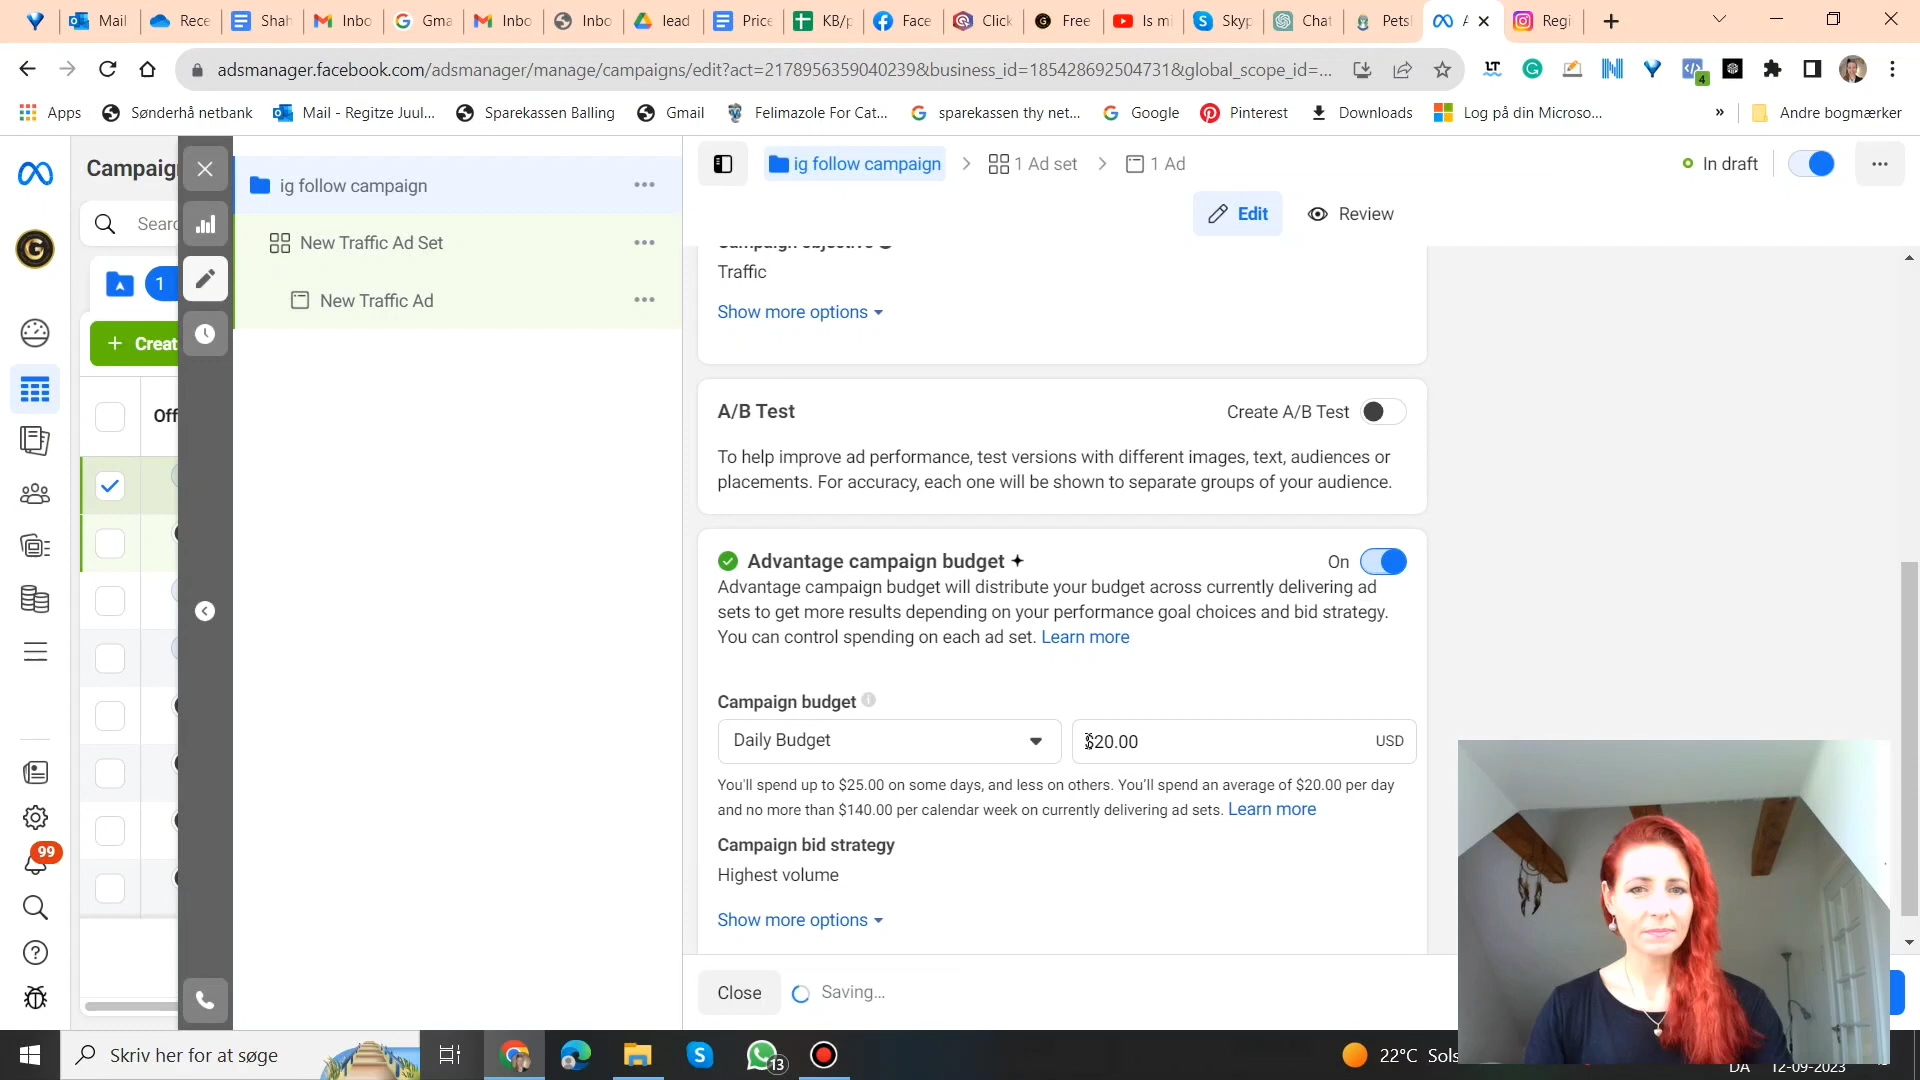 Mail
Rece
Shah
Inbo
Gma
Inbo
Inbo
lead
Price
KB/p
Face
Click
Free
Is mi
Skyp
Chat
Pets
Regi
adsmanager.facebook.com/adsmanager/manage/campaigns/edit?act=2178956359040239&business_id=185428692504731&global_scope_id=...
4
Apps
Sønderhå netbank
Mail - Regitze Juul...
Sparekassen Balling
Gmail
Felimazole For Cat...
sparekassen thy net...
Google
Pinterest
Downloads
Log på din Microso...
»
Andre bogmærker
Campaig
Searc
1
+ Creat
Off
99
ig follow campaign
New Traffic Ad Set
New Traffic Ad
ig follow campaign > 1 Ad set > 1 Ad
In draft
Edit
Review
Campaign objective
Traffic
Show more options
A/B Test
Create A/B Test
To help improve ad performance, test versions with different images, text, audiences or
placements. For accuracy, each one will be shown to separate groups of your audience.
Advantage campaign budget
On
Advantage campaign budget will distribute your budget across currently delivering ad
sets to get more results depending on your performance goal choices and bid strategy.
You can control spending on each ad set. Learn more
Campaign budget
Daily Budget
$20.00
USD
You'll spend up to $25.00 on some days, and less on others. You'll spend an average of $20.00 per day
and no more than $140.00 per calendar week on currently delivering ad sets. Learn more
Campaign bid strategy
Highest volume
Show more options
Close
Saving...
Skriv her for at søge
13
22°C Sols
DA
12-09-2023